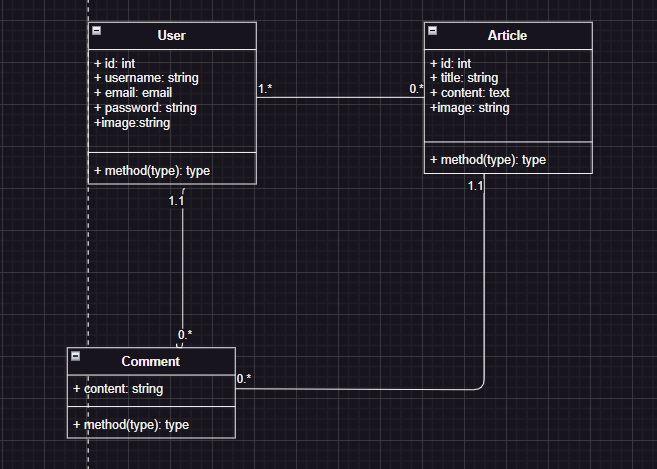 User
+ id: int
+ username: string
+ email: email
+ password: string
+image:string
+ method(type): type
Article
+ id: int
+ title: string
+ content: text
+image: string
+ method(type): type
1.*
0.*
1.1
1.1
0.*
Comment
+ content: string
+ method(type): type
0.*